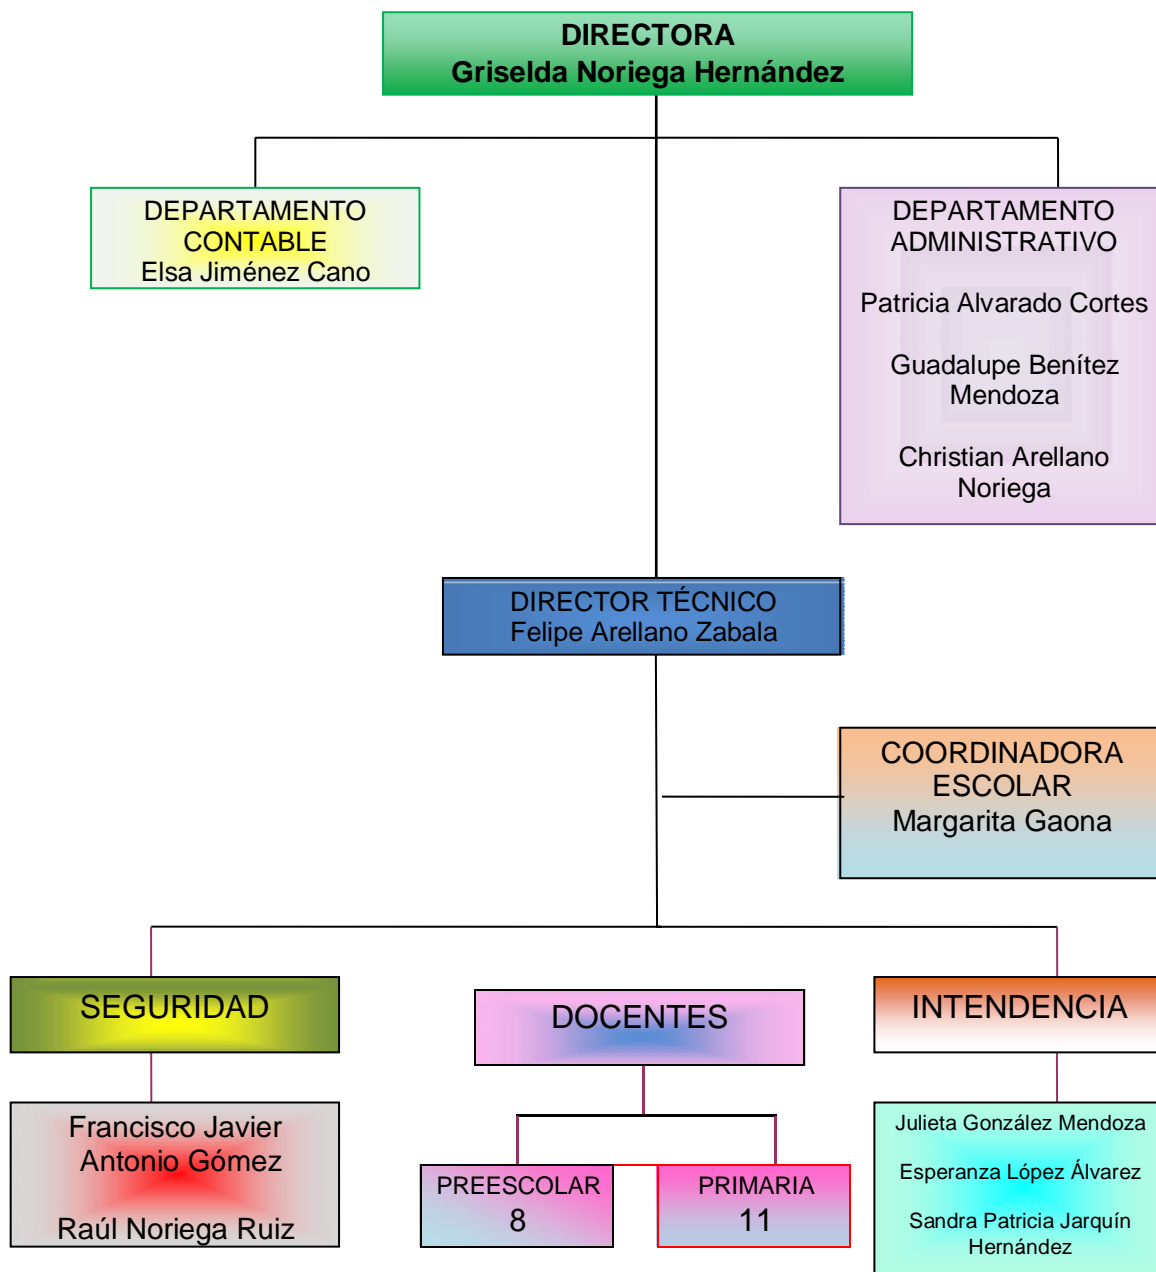 DIRECTORA
Griselda Noriega Hernández
DEPARTAMENTO
CONTABLE
Elsa Jiménez Cano
DEPARTAMENTO
ADMINISTRATIVO
Patricia Alvarado Cortes
Guadalupe Benítez
Mendoza
Christian Arellano
Noriega
DIRECTOR TÉCNICO
Felipe Arellano Zabala
COORDINADORA
ESCOLAR
Margarita Gaona
SEGURIDAD
Francisco Javier
Antonio Gómez
Raúl Noriega Ruiz
DOCENTES
PREESCOLAR
8
PRIMARIA
11
INTENDENCIA
Julieta González Mendoza
Esperanza López Álvarez
Sandra Patricia Jarquín
Hernández